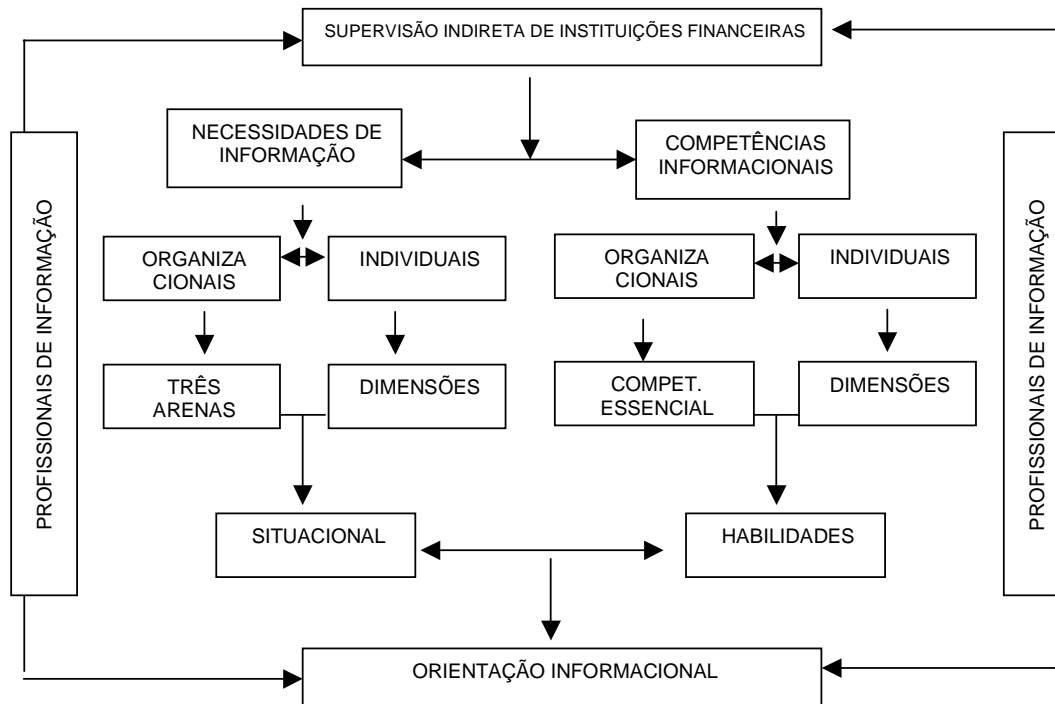 SUPERVISÃO INDIRETA DE INSTITUIÇÕES FINANCEIRAS
PROFISSIONAIS DE INFORMAÇÃO
NECESSIDADES DE
INFORMAÇÃO
COMPETÊNCIAS
INFORMACIONAIS
PROFISSIONAIS DE INFORMAÇÃO
ORGANIZA
CIONAIS
INDIVIDUAIS
ORGANIZA
CIONAIS
INDIVIDUAIS
TRÊS
ARENAS
DIMENSÕES
COMPET.
ESSENCIAL
DIMENSÕES
SITUACIONAL
HABILIDADES
ORIENTAÇÃO INFORMACIONAL